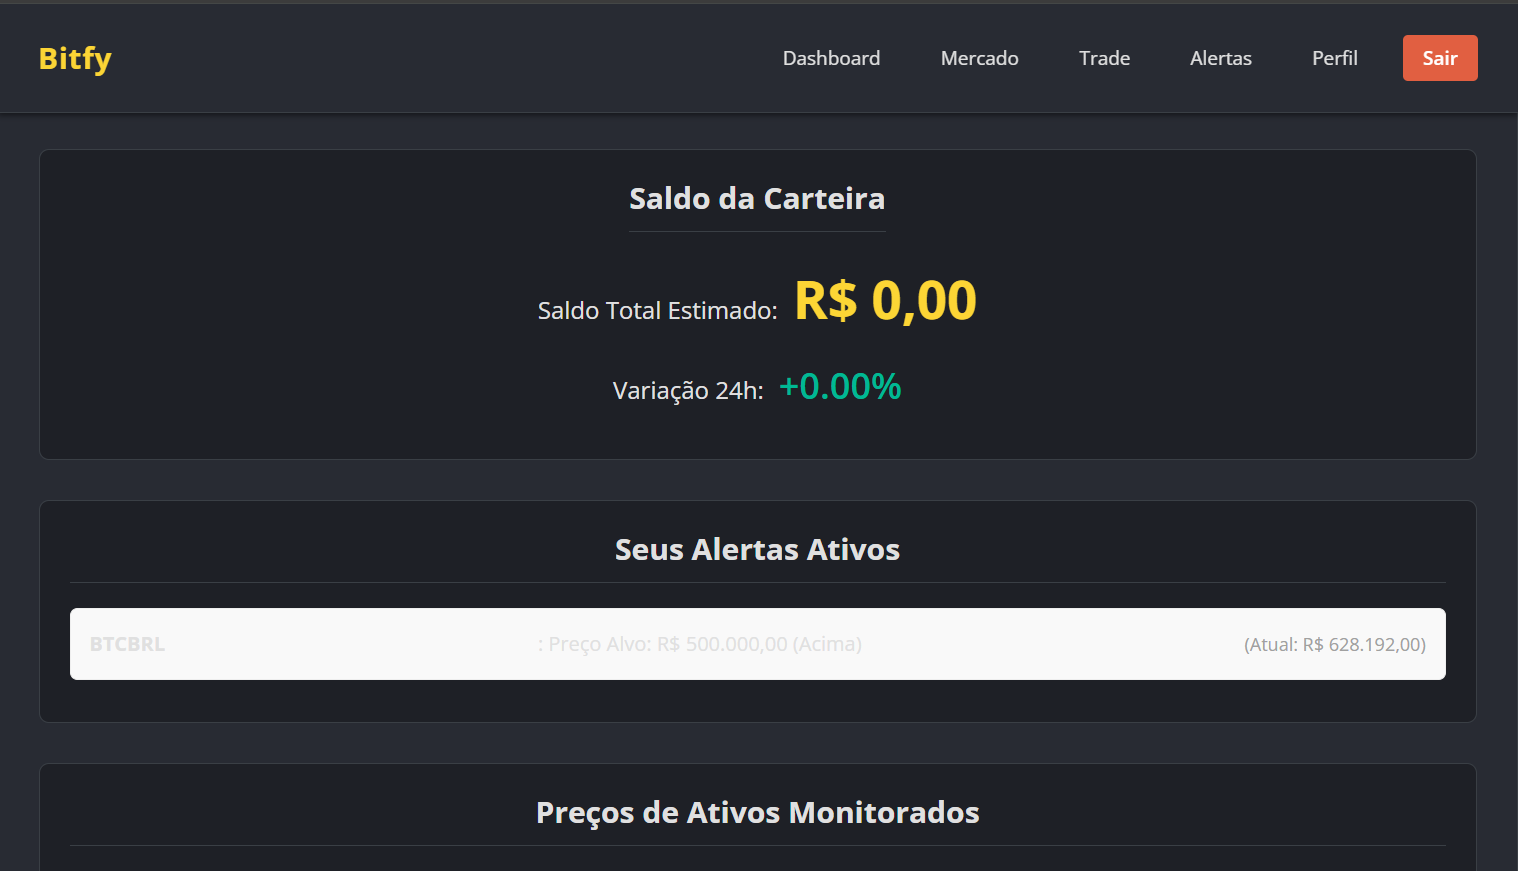 Bitfy Dashboard Mercado Trade Alertas Perfil Sair
Saldo da Carteira
Saldo Total Estimado: R$ 0,00
Variação 24h: +0.00%
Seus Alertas Ativos
BTCBRL : Preço Alvo: R$ 500.000,00 (Acima) (Atual: R$ 628.192,00)
Preços de Ativos Monitorados